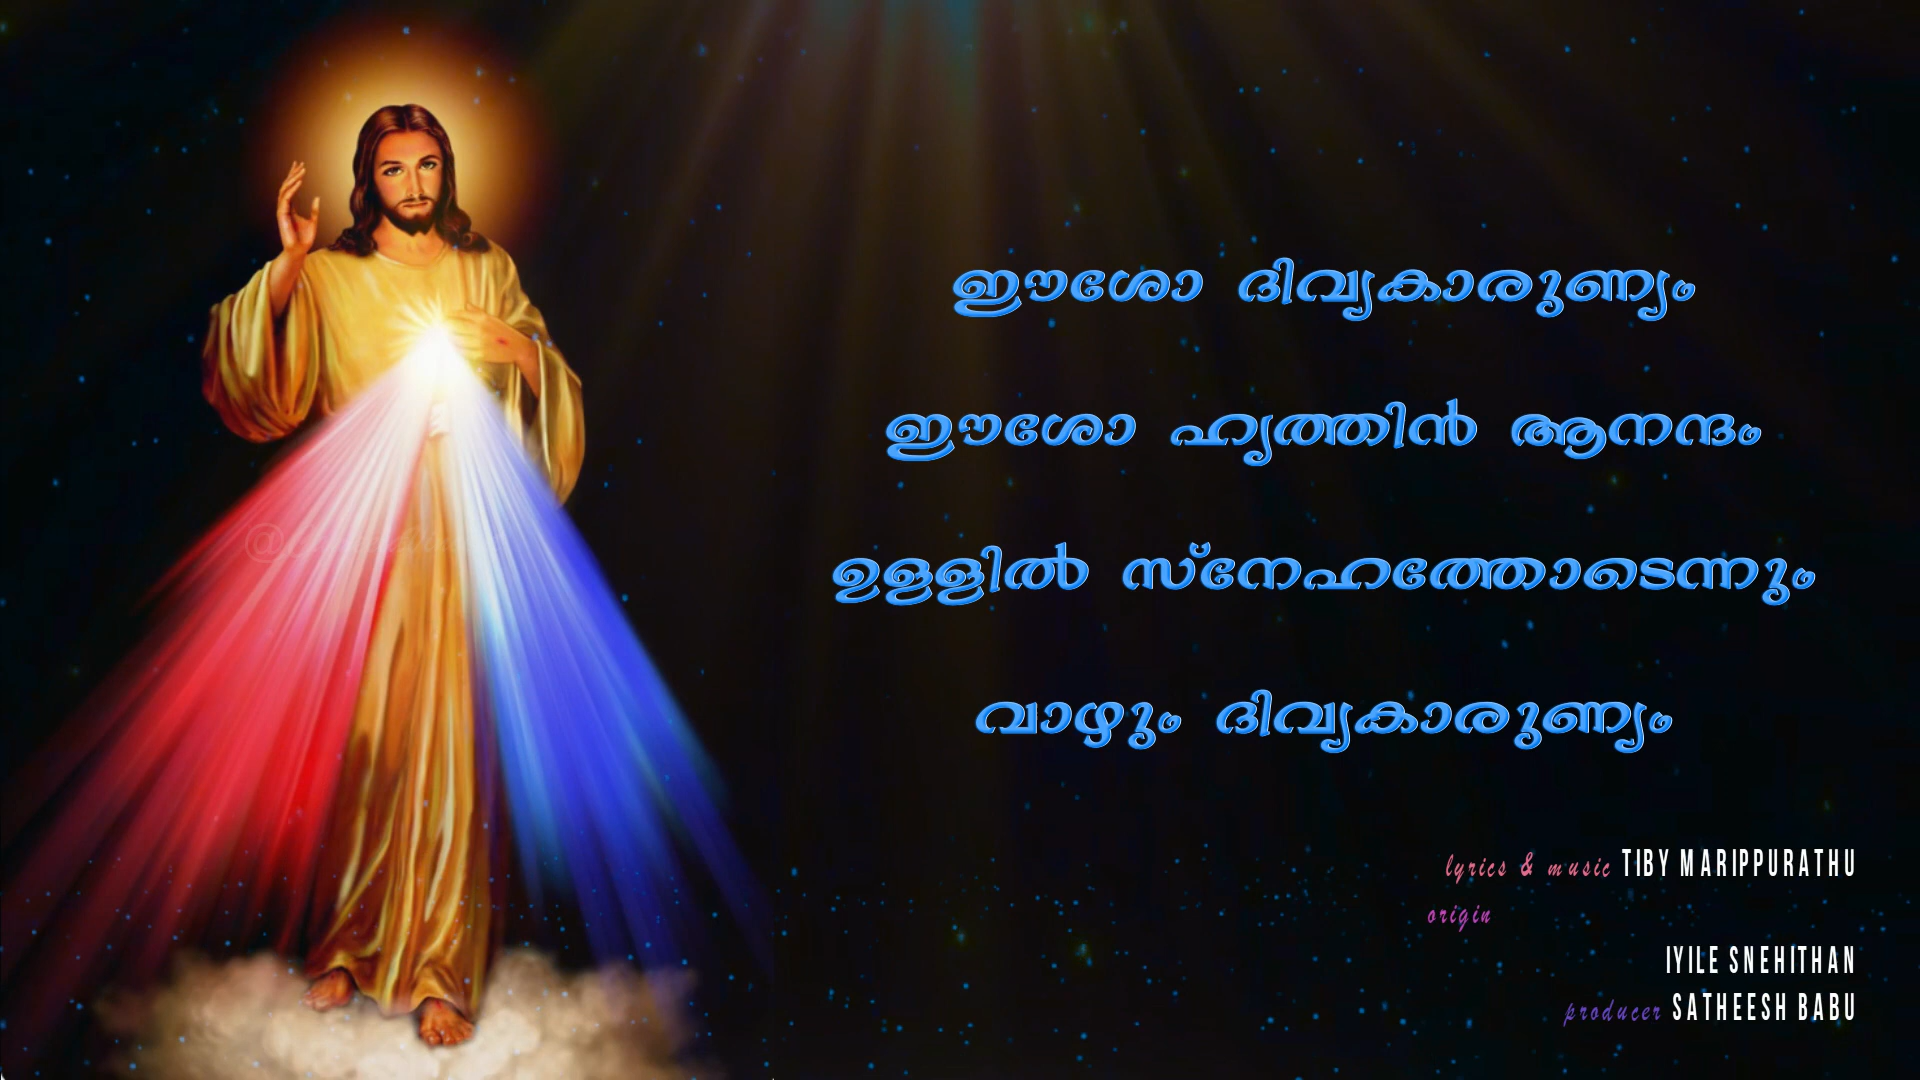 ഈശോ ദിവ്യകാരുണ്യം
ഈശോ ഹൃത്തിൻ ആനന്ദം
ഉള്ളിൽ സ്നേഹത്തോടെന്നും
വാഴും ദിവ്യകാരുണ്യം
lyrics & music TIBY MARIPPURATHU
origin
IYILE SNEHITHAN
producer SATHEESH BABU